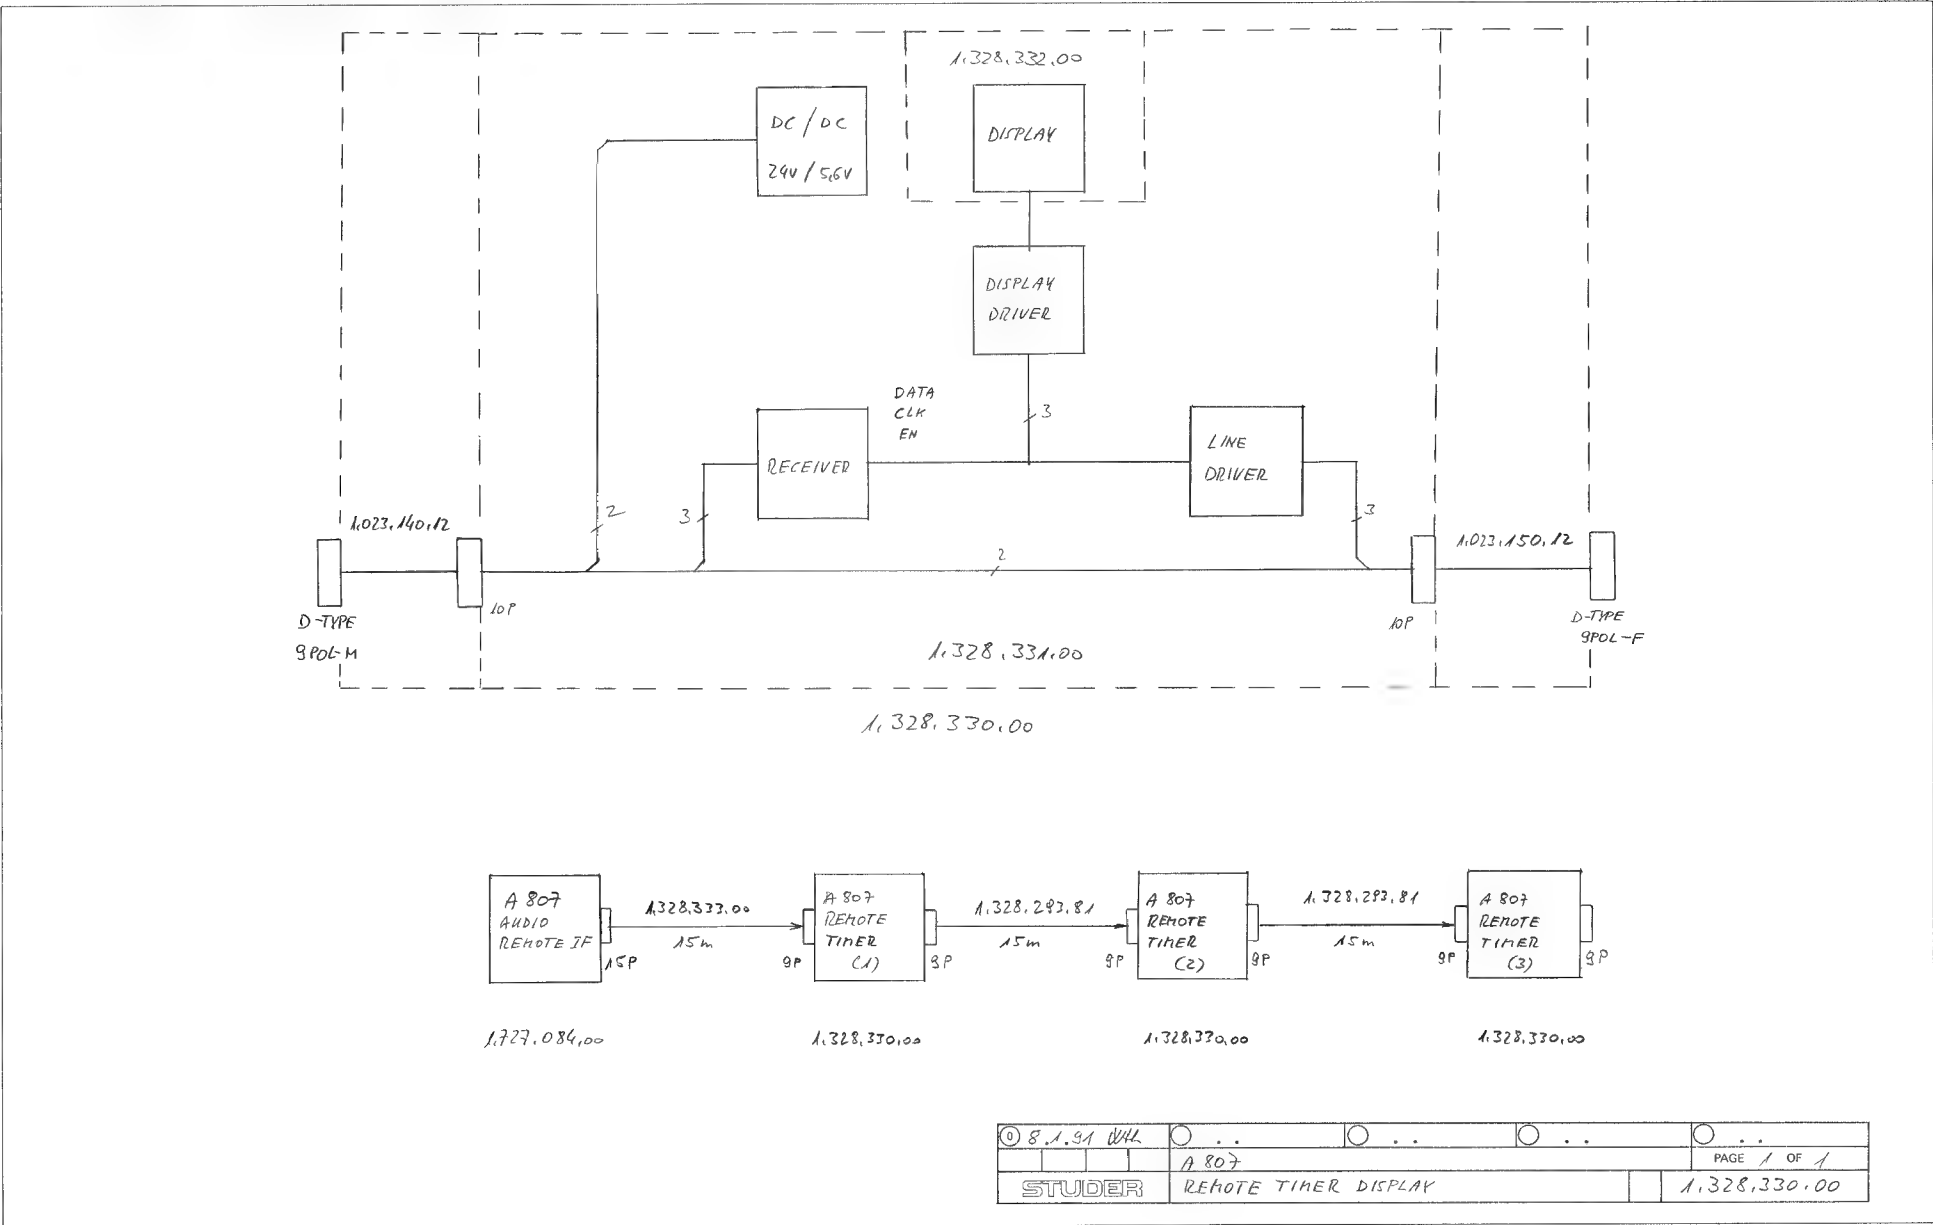 1.328.332.00
DC / DC
24V / 5,6V
DISPLAY
DISPLAY
DRIVER
DATA
CLK
EN
3
RECEIVER
LINE
DRIVER
2
3
3
1.023.140.12
2
1.023.150.12
10P
10P
D-TYPE
9POL-M
D-TYPE
9POL-F
1.328.331.00
1.328.330.00
A 807
AUDIO
REMOTE IF
15P
1.328.333.00
15m
9P
A 807
REMOTE
TIMER
(1)
9P
1.328.293.81
15m
9P
A 807
REMOTE
TIMER
(2)
9P
1.328.293.81
15m
9P
A 807
REMOTE
TIMER
(3)
9P
1.727.084.00
1.328.330.00
1.328.330.00
1.328.330.00
0 8.1.91
A 807
PAGE 1 OF 1
STUDER
REMOTE TIMER DISPLAY
1.328.330.00